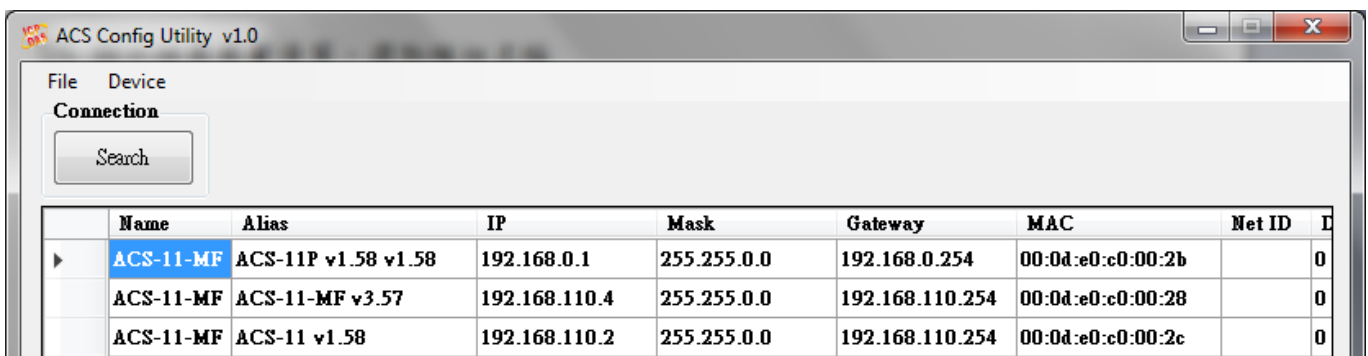 ICP DAS ACS Config Utility v1.0
File Device
Connection
Search
Name Alias IP Mask Gateway MAC Net ID
ACS-11-MF ACS-11P v1.58 v1.58 192.168.0.1 255.255.0.0 192.168.0.254 00:0d:e0:c0:00:2b 0
ACS-11-MF ACS-11-MF v3.57 192.168.110.4 255.255.0.0 192.168.110.254 00:0d:e0:c0:00:28 0
ACS-11-MF ACS-11 v1.58 192.168.110.2 255.255.0.0 192.168.110.254 00:0d:e0:c0:00:2c 0